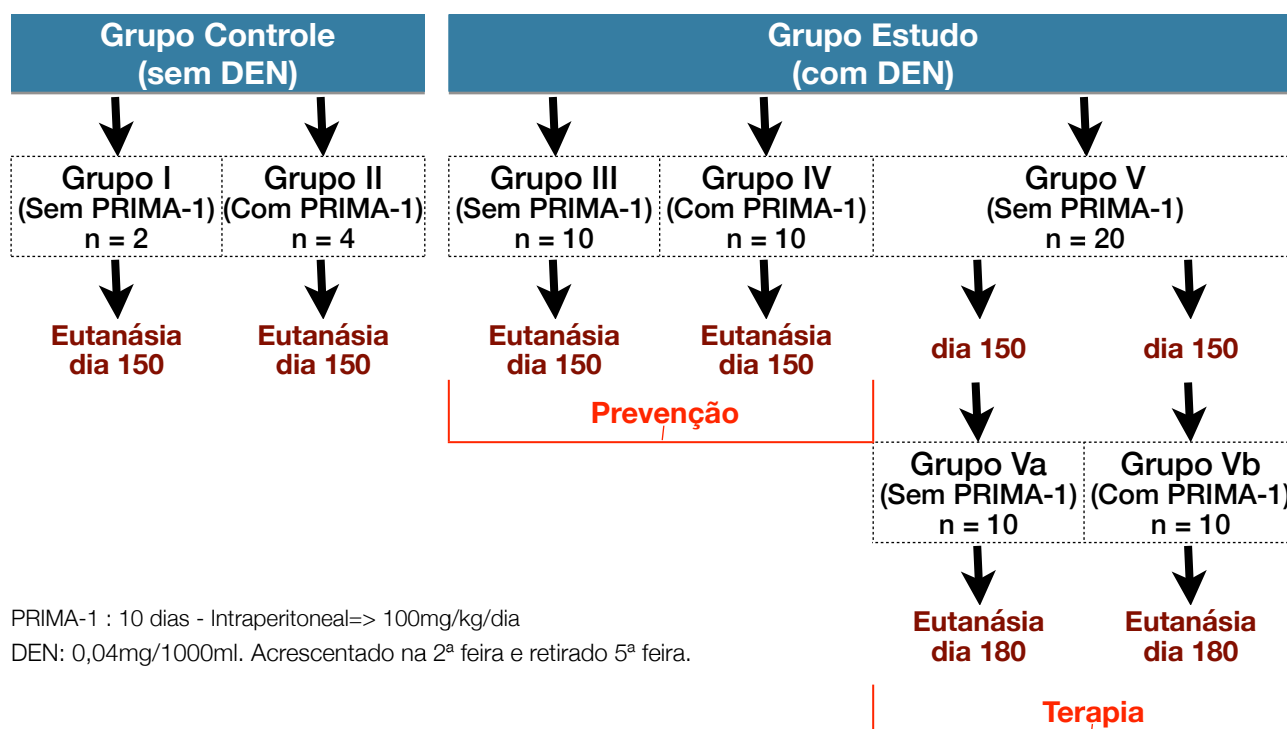 Grupo Controle
(sem DEN)
Grupo Estudo
(com DEN)
Grupo I
(Sem PRIMA-1)
n = 2
Grupo II
(Com PRIMA-1)
n = 4
Grupo III
(Sem PRIMA-1)
n = 10
Grupo IV
(Com PRIMA-1)
n = 10
Grupo V
(Sem PRIMA-1)
n = 20
Eutanásia
dia 150
Eutanásia
dia 150
Eutanásia
dia 150
Eutanásia
dia 150
dia 150
dia 150
Prevenção
Grupo Va
(Sem PRIMA-1)
n = 10
Grupo Vb
(Com PRIMA-1)
n = 10
Eutanásia
dia 180
Eutanásia
dia 180
PRIMA-1 : 10 dias - Intraperitoneal=> 100mg/kg/dia
DEN: 0,04mg/1000ml. Acrescentado na 2ª feira e retirado 5ª feira.
Terapia